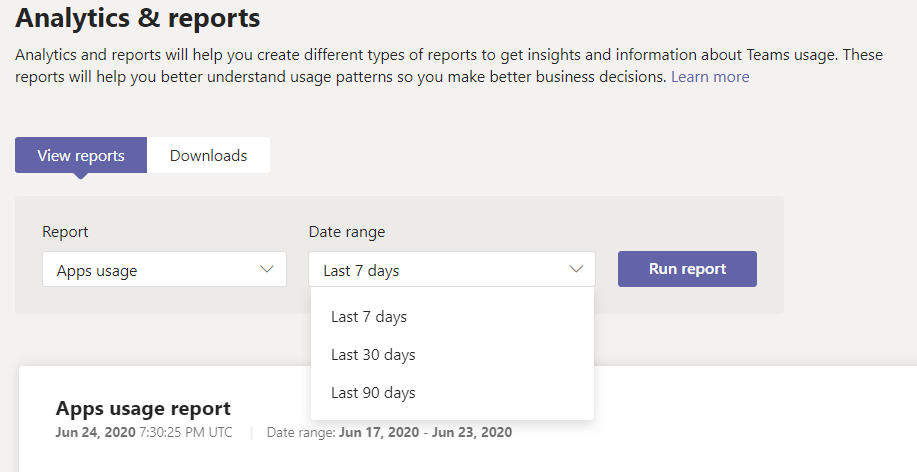 Analytics & reports
Analytics and reports will help you create different types of reports to get insights and information about Teams usage. These
reports will help you better understand usage patterns so you make better business decisions. Learn more
View reports
Downloads
Report
Date range
Apps usage
Last 7 days
Run report
Last 7 days
Last 30 days
Last 90 days
Apps usage report
Jun 24, 2020 7:30:25 PM UTC | Date range: Jun 17, 2020 - Jun 23, 2020